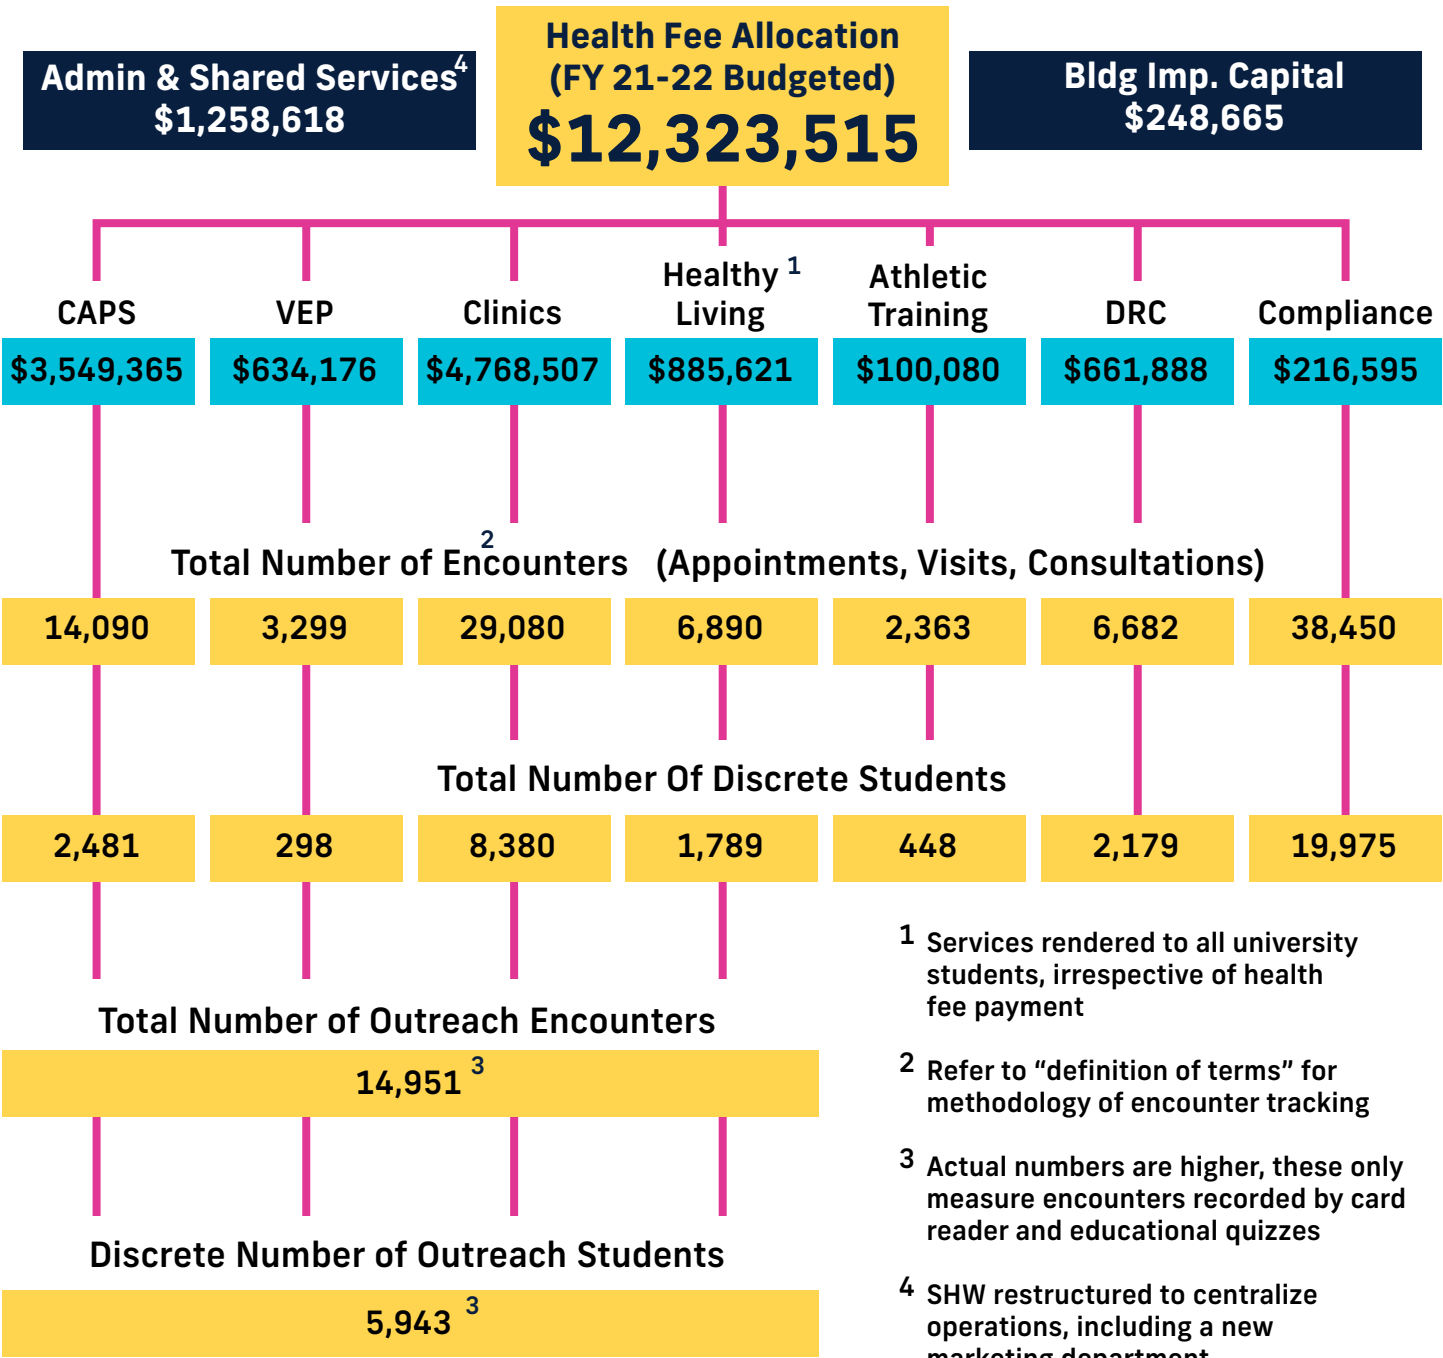 Health Fee Allocation
(FY 21-22 Budgeted)
$12,323,515
Admin & Shared Services4
$1,258,618
Bldg Imp. Capital
$248,665
CAPS
VEP
Clinics
Healthy 1
Living
Athletic
Training
DRC
Compliance
$3,549,365
$634,176
$4,768,507
$885,621
$100,080
$661,888
$216,595
Total Number of Encounters 2 (Appointments, Visits, Consultations)
14,090
3,299
29,080
6,890
2,363
6,682
38,450
Total Number Of Discrete Students
2,481
298
8,380
1,789
448
2,179
19,975
Total Number of Outreach Encounters
14,951 3
Discrete Number of Outreach Students
5,943 3
1 Services rendered to all university
students, irrespective of health
fee payment
2 Refer to “definition of terms” for
methodology of encounter tracking
3 Actual numbers are higher, these only
measure encounters recorded by card
reader and educational quizzes
4 SHW restructured to centralize
operations, including a new
marketing department